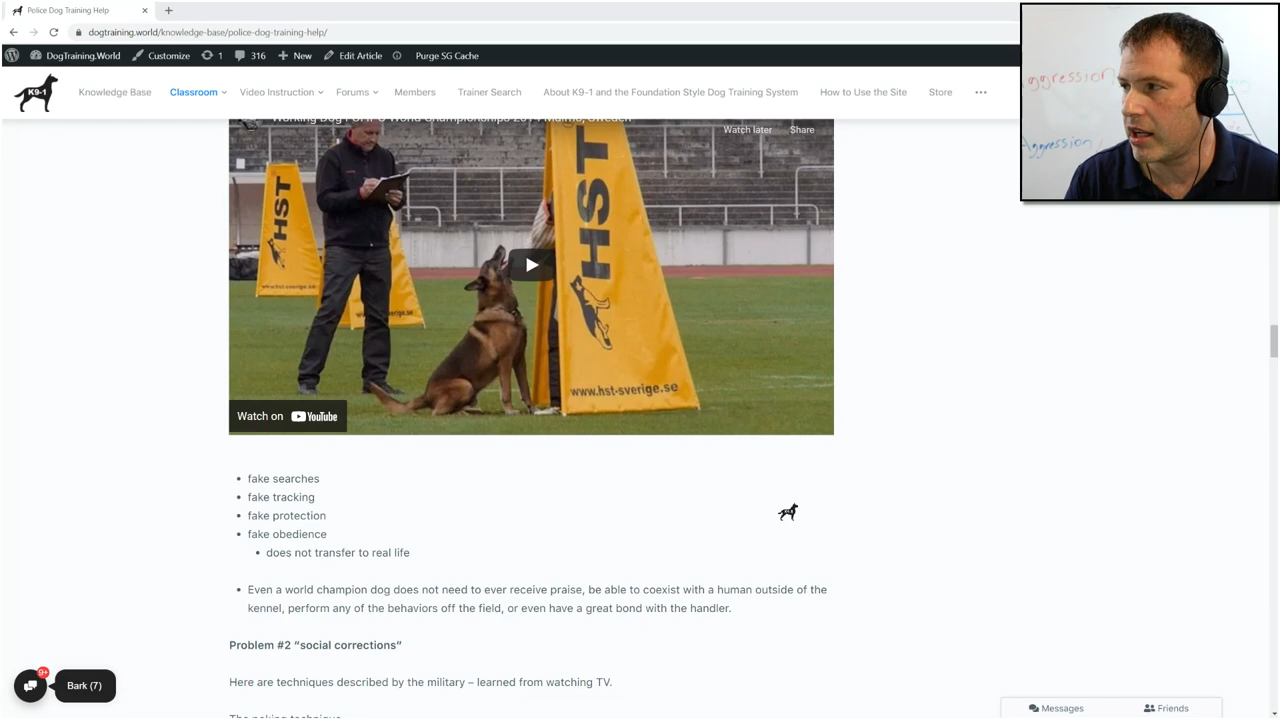 Police Dog Training Help
dogtraining.world/knowledge-base/police-dog-training-help/
DogTraining.World Customize 1 316 New Edit Article Purge SG Cache
K9-1
Knowledge Base Classroom Video Instruction Forums Members Trainer Search About K9-1 and the Foundation Style Dog Training System How to Use the Site Store
Aggression
Aggression
Watch later Share
HST
HST
www.hst-sverige.se
Watch on YouTube
fake searches
fake tracking
fake protection
fake obedience
does not transfer to real life
Even a world champion dog does not need to ever receive praise, be able to coexist with a human outside of the
kennel, perform any of the behaviors off the field, or even have a great bond with the handler.
Problem #2 “social corrections”
Here are techniques described by the military – learned from watching TV.
The poking technique
9+
Bark (7)
Messages Friends